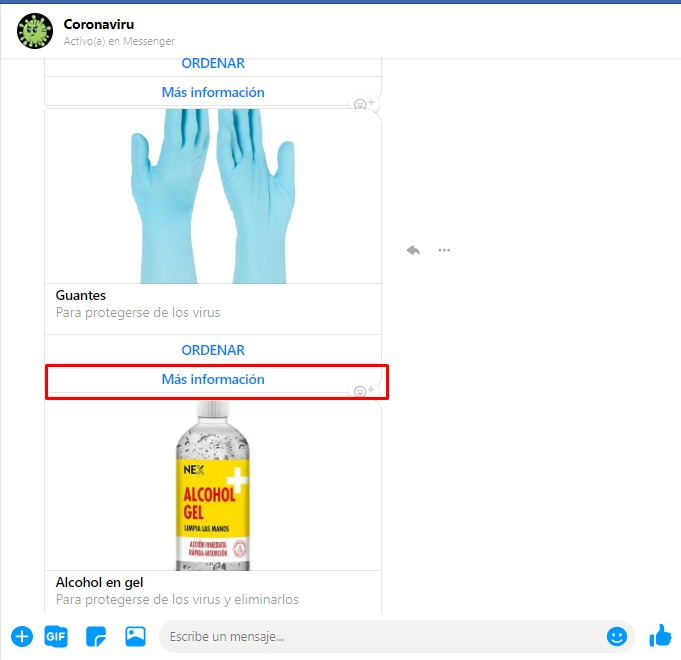 Coronaviru
Activo(a) en Messenger
ORDENAR
Más información
Guantes
Para protegerse de los virus
ORDENAR
Más información
NEX
ALCOHOL
GEL
LIMPIA LAS MANOS
ACCIÓN INMEDIATA
RÁPIDA ABSORCIÓN
Alcohol en gel
Para protegerse de los virus y eliminarlos
GIF
Escribe un mensaje...